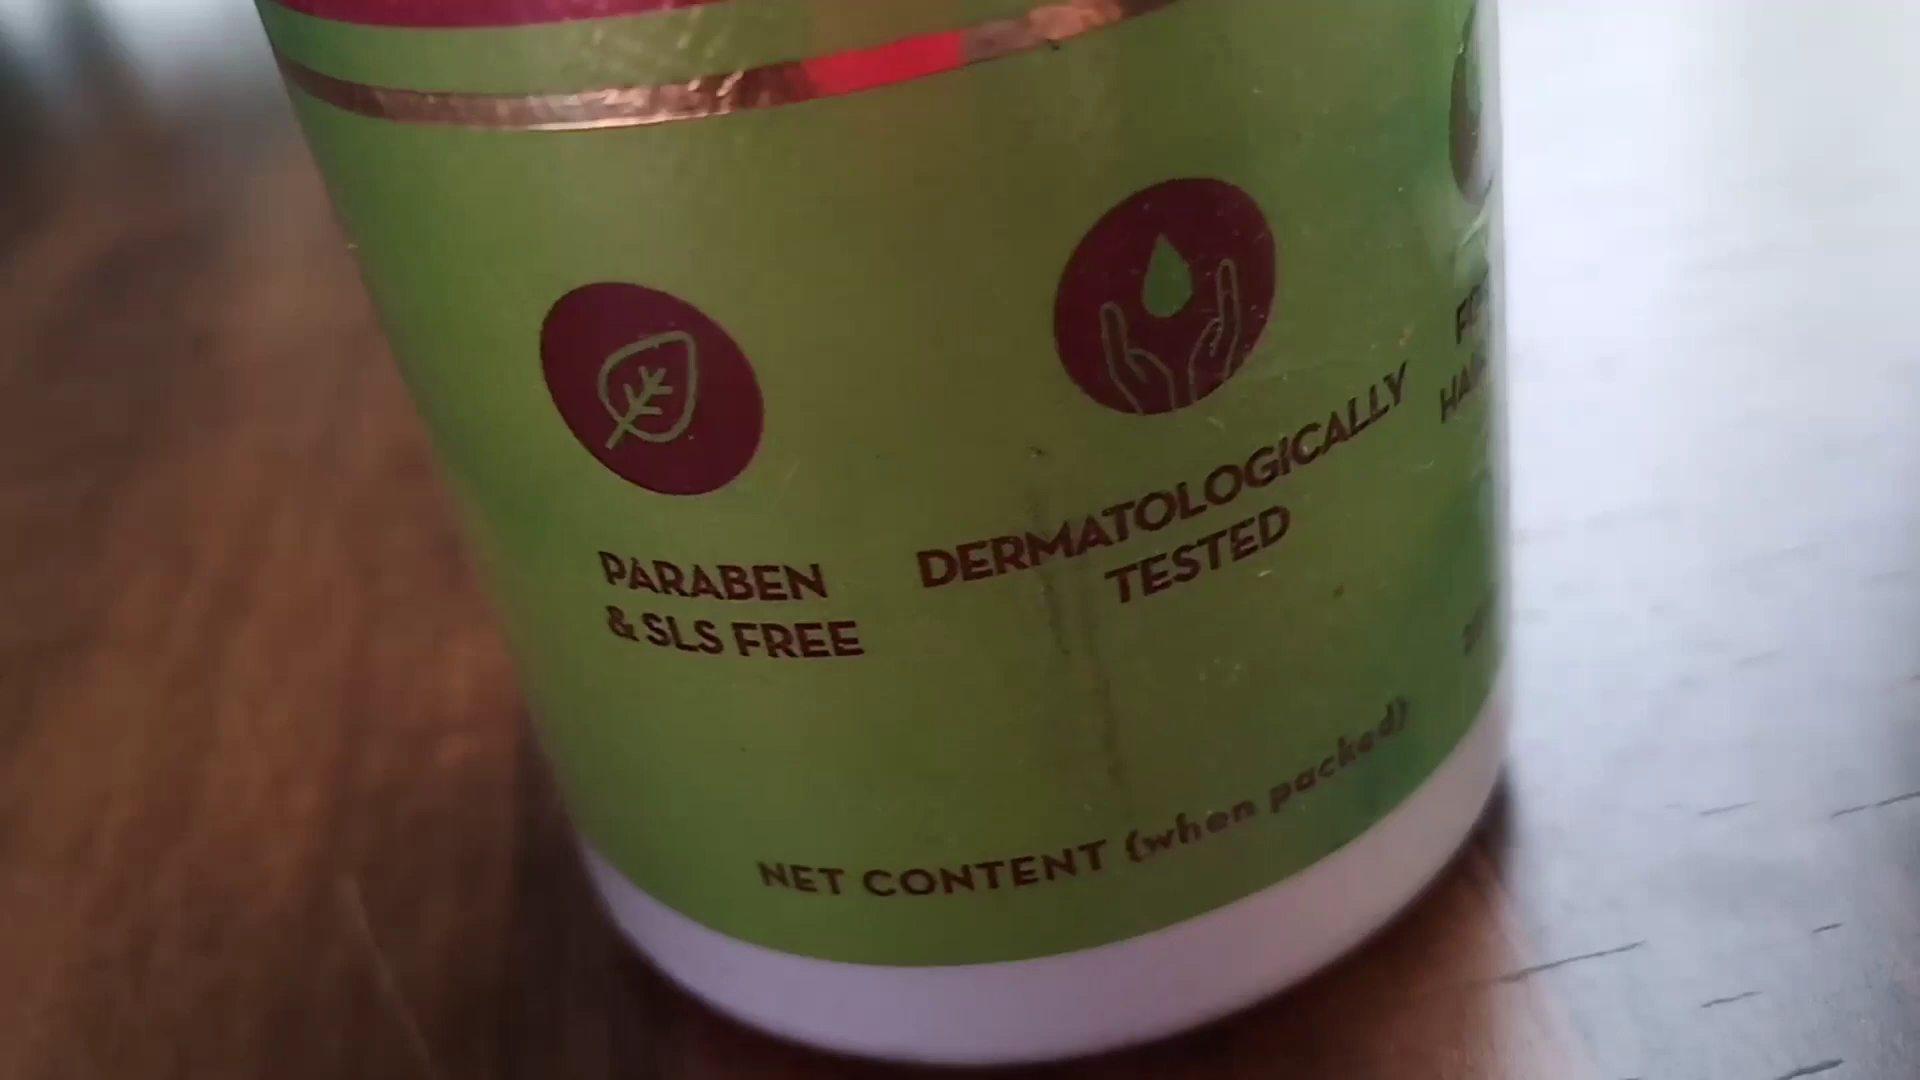 PARABEN
& SLS FREE
DERMATOLOGICALLY
TESTED
NET CONTENT (when packed)